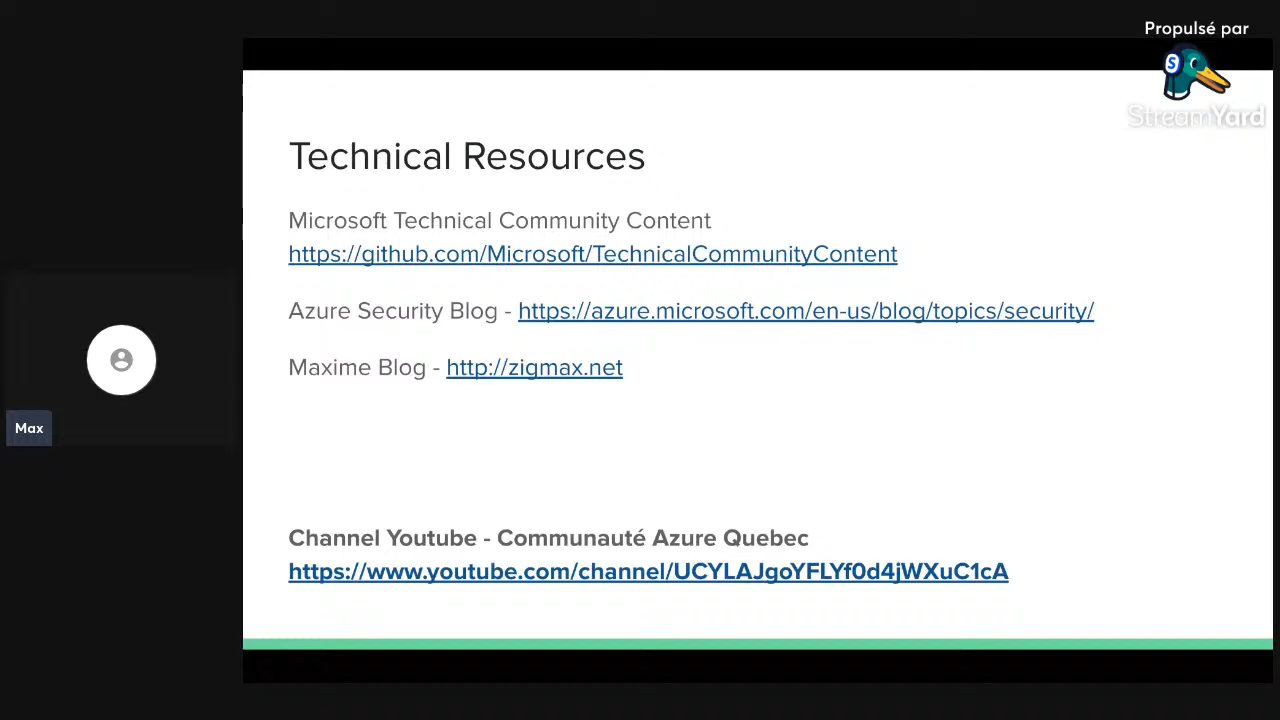 Propulsé par
StreamYard
Technical Resources
Microsoft Technical Community Content
https://github.com/Microsoft/TechnicalCommunityContent
Azure Security Blog - https://azure.microsoft.com/en-us/blog/topics/security/
Maxime Blog - http://zigmax.net
Max
Channel Youtube - Communauté Azure Quebec
https://www.youtube.com/channel/UCYLAJgoYFLYf0d4jWXuC1cA